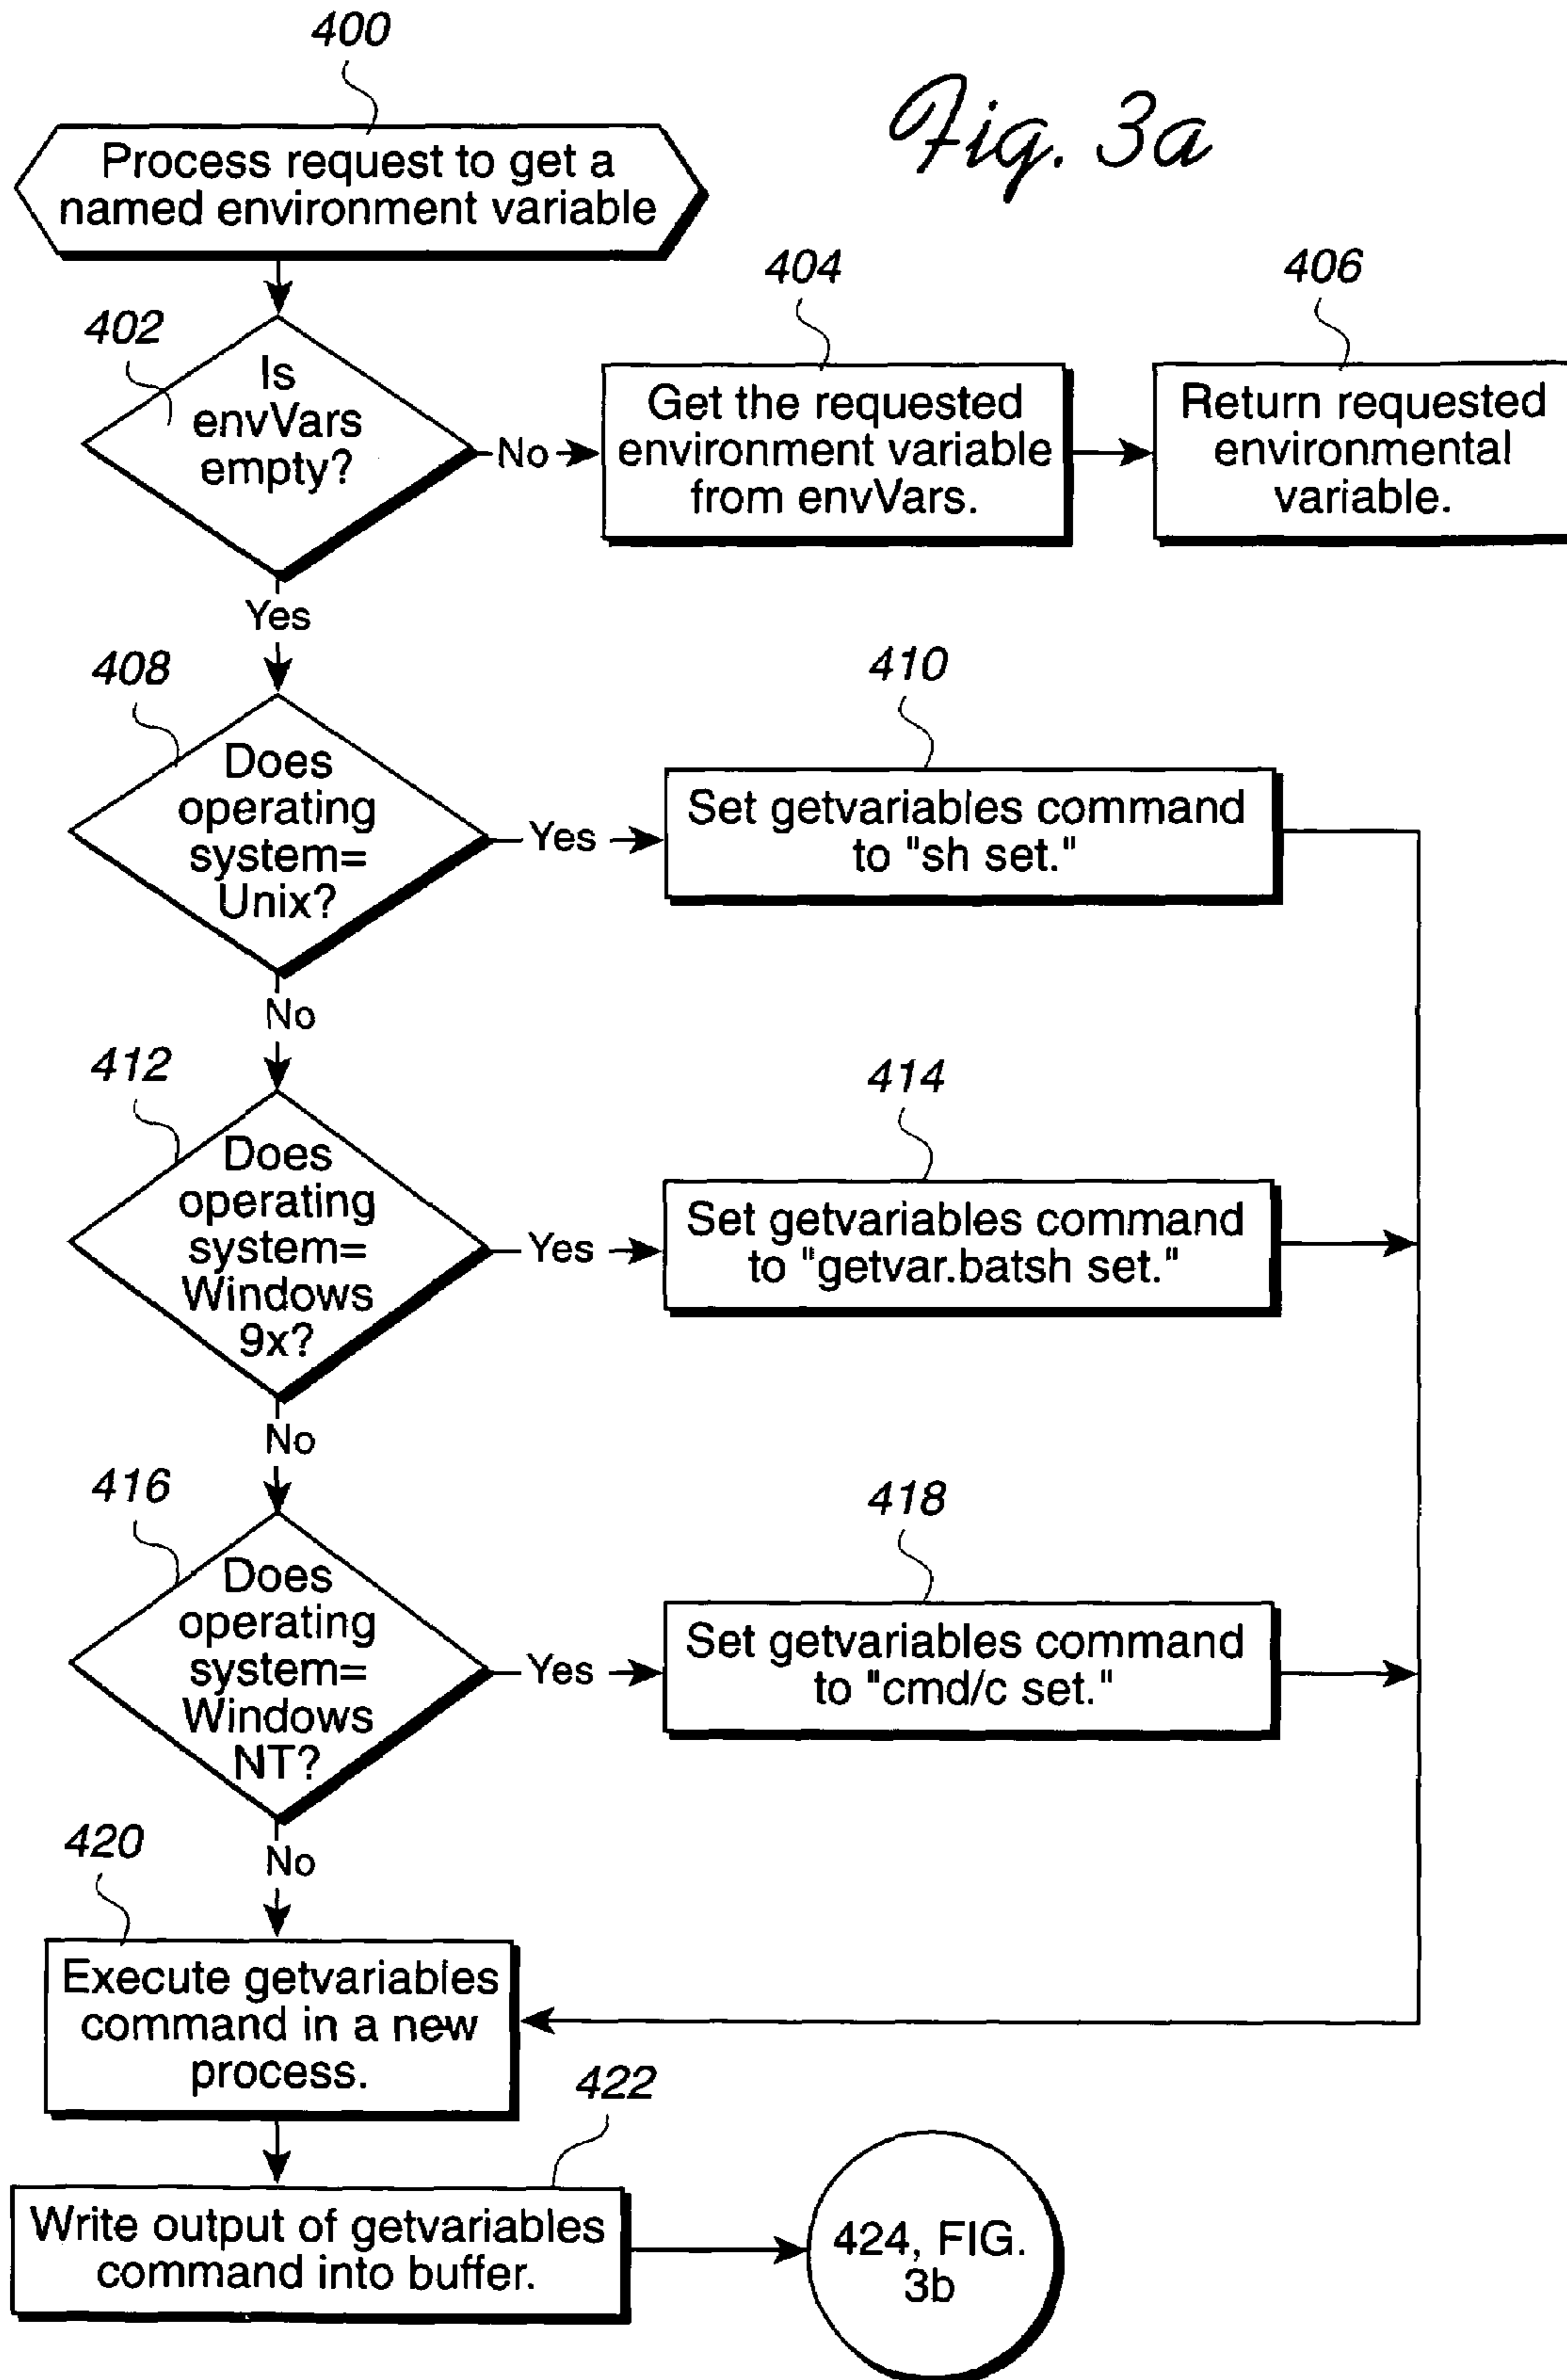 400
Fig. 3a
Process request to get a
named environment variable
402
Is
envVars
empty?
No
404
Get the requested
environment variable
from envVars.
406
Return requested
environmental
variable.
Yes
408
Does
operating
system=
Unix?
Yes
410
Set getvariables command
to "sh set."
No
412
Does
operating
system=
Windows
9x?
Yes
414
Set getvariables command
to "getvar.batsh set."
No
416
Does
operating
system=
Windows
NT?
Yes
418
Set getvariables command
to "cmd/c set."
No
420
Execute getvariables
command in a new
process.
422
Write output of getvariables
command into buffer.
424, FIG.
3b